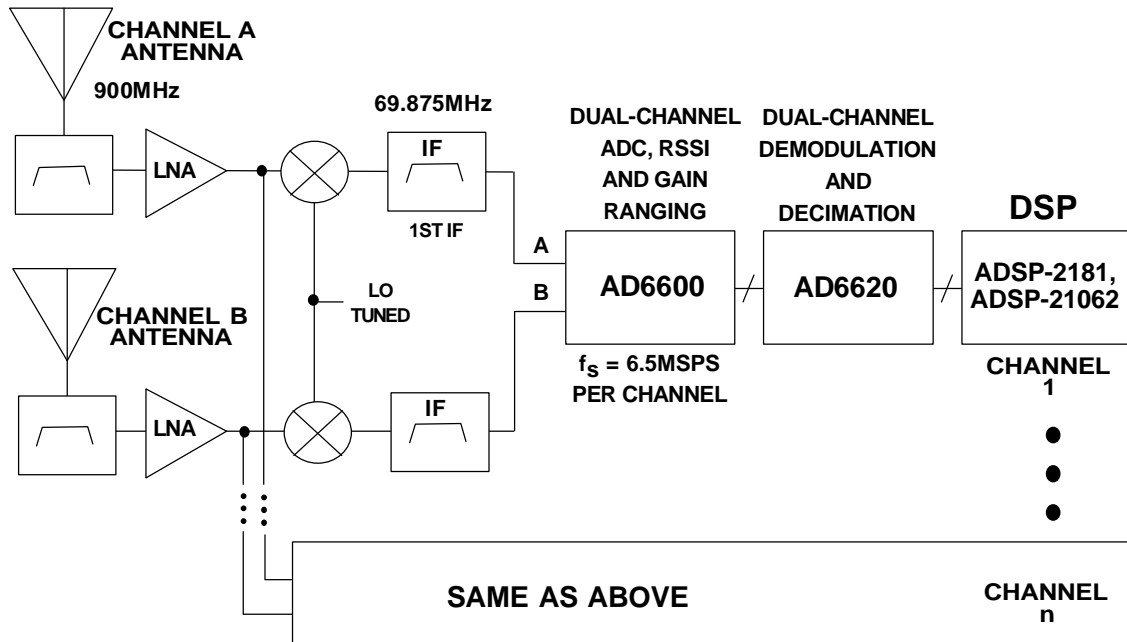 CHANNEL A
ANTENNA
900MHz
69.875MHz
DUAL-CHANNEL
ADC, RSSI
AND GAIN
RANGING
DUAL-CHANNEL
DEMODULATION
AND
DECIMATION
DSP
LNA
IF
1ST IF
A
B
AD6600
AD6620
ADSP-2181,
ADSP-21062
LO
TUNED
CHANNEL B
ANTENNA
fs = 6.5MSPS
PER CHANNEL
CHANNEL
1
LNA
IF
SAME AS ABOVE
CHANNEL
n